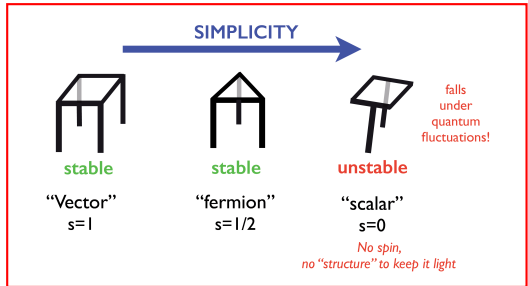 SIMPLICITY
falls
under
quantum
fluctuations!
stable
stable
unstable
“Vector”
“fermion”
“scalar”
s=1
s=1/2
s=0
No spin,
no “structure” to keep it light